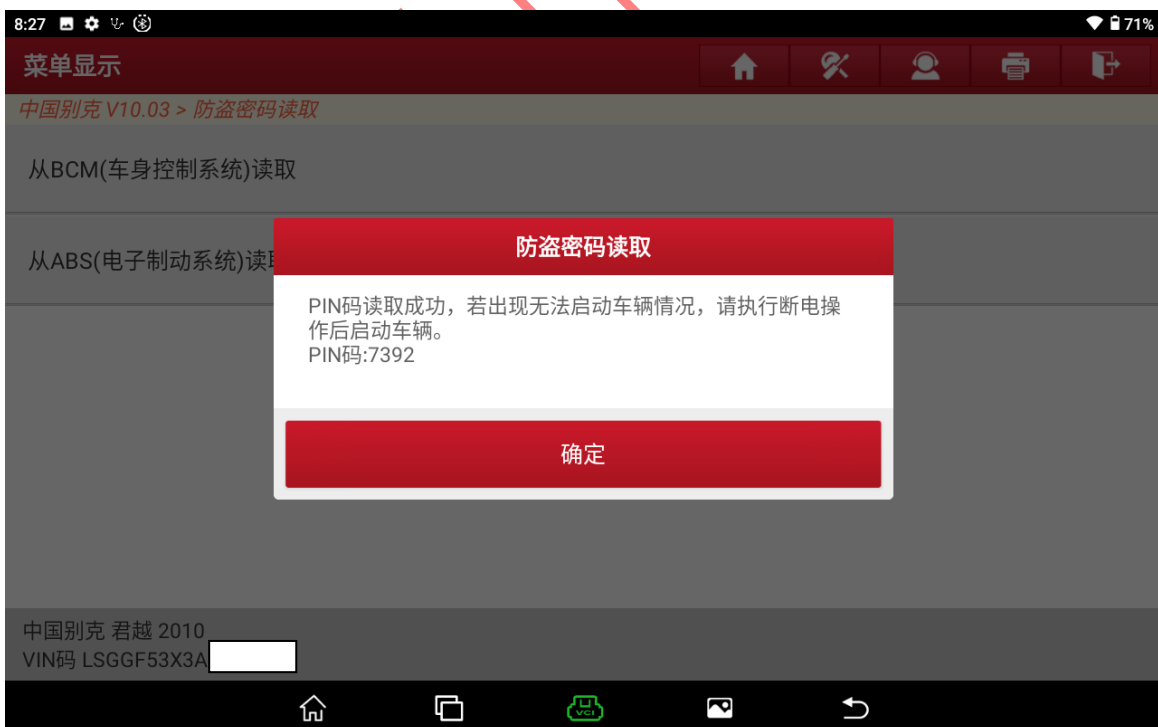 8:27
71%
菜单显示
中国别克 V10.03 > 防盗密码读取
从BCM(车身控制系统)读取
从ABS(电子制动系统)读
防盗密码读取
PIN码读取成功，若出现无法启动车辆情况，请执行断电操
作后启动车辆。
PIN码:7392
确定
中国别克 君越 2010
VIN码 LSGGF53X3A
VCI